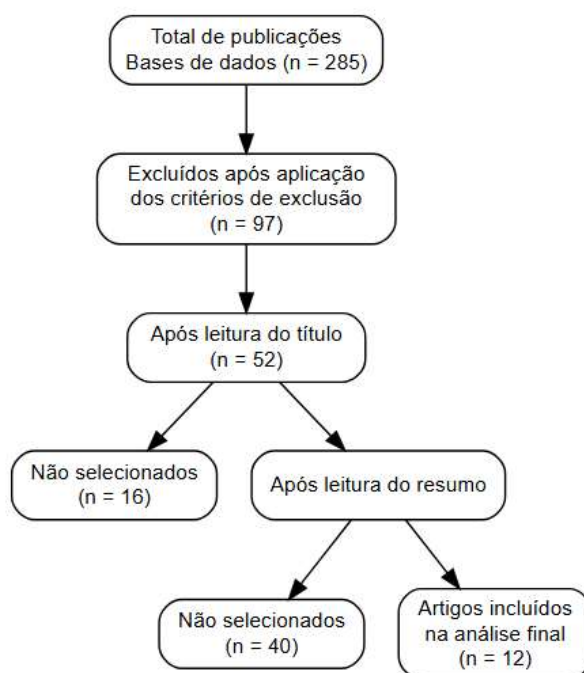 Total de publicações
Bases de dados (n = 285)
Excluídos após aplicação
dos critérios de exclusão
(n = 97)
Após leitura do título
(n = 52)
Não selecionados
(n = 16)
Após leitura do resumo
Não selecionados
(n = 40)
Artigos incluídos
na análise final
(n = 12)